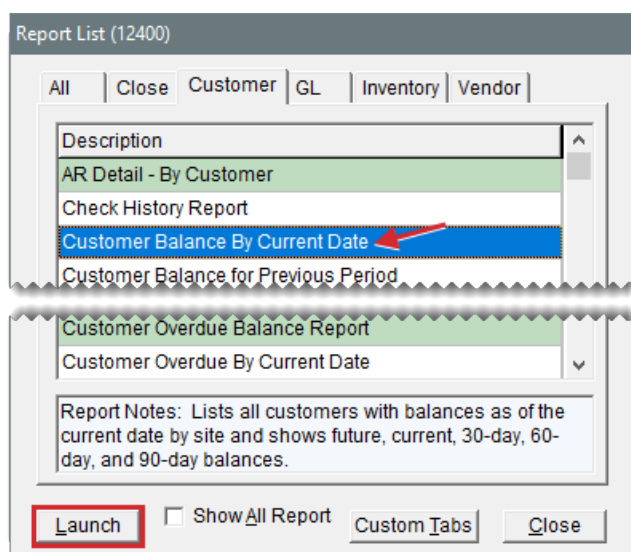 Report List (12400)
All Close Customer GL Inventory Vendor
Description
AR Detail - By Customer
Check History Report
Customer Balance By Current Date
Customer Balance for Previous Period
Customer Overdue Balance Report
Customer Overdue By Current Date
Report Notes: Lists all customers with balances as of the
current date by site and shows future, current, 30-day, 60-
day, and 90-day balances.
Launch Show All Report Custom Tabs Close